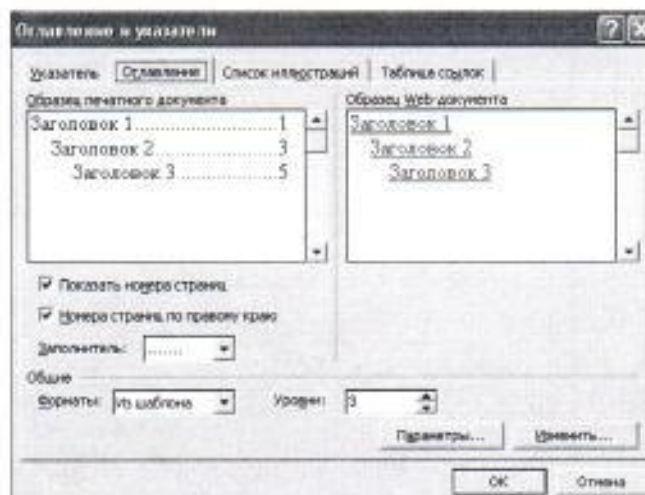 Оглавление и указатели
Указатель Оглавление Список иллюстраций Таблица ссылок
Образец печатного документа
Заголовок 1..................1
Заголовок 2................3
Заголовок 3.............5
Образец Web-документа
Заголовок 1
Заголовок 2
Заголовок 3
Показать номера страниц
Номера страниц по правому краю
Заполнитель: .......
Общие
Форматы: из шаблона Уровни: 3
Параметры... Изменить...
ОК Отмена